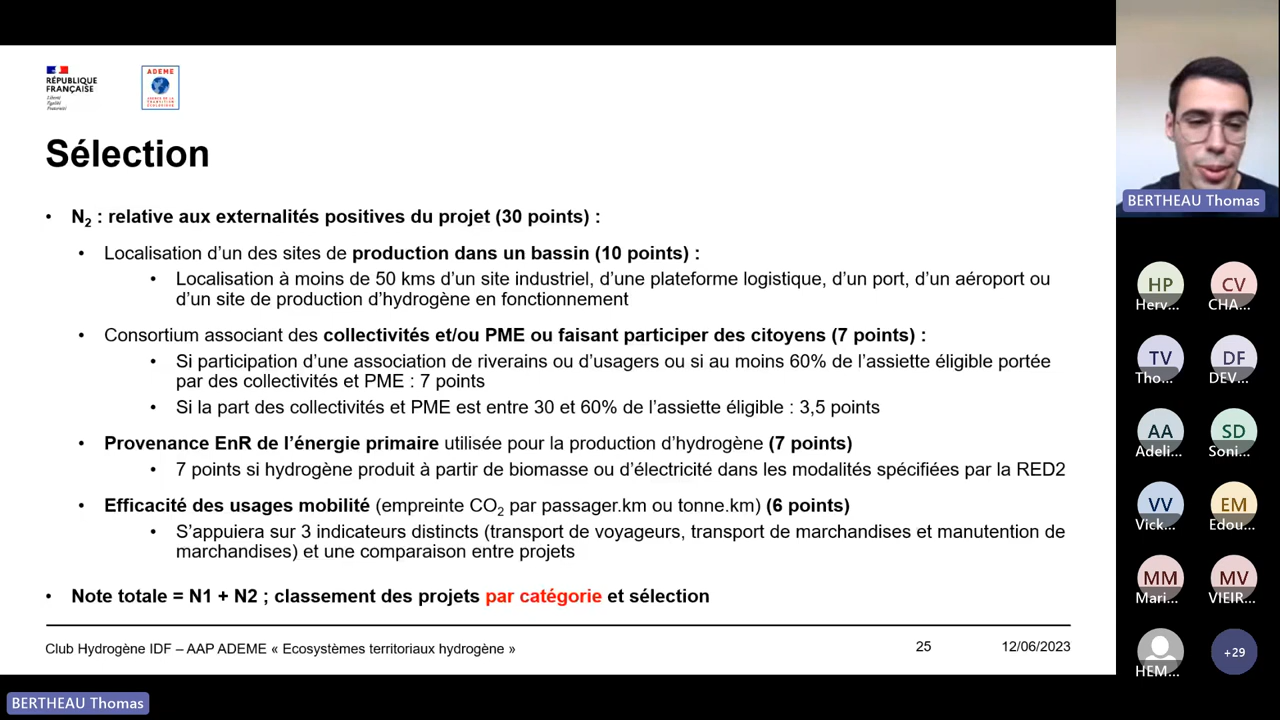 RÉPUBLIQUE
FRANÇAISE
Liberté
Égalité
Fraternité
ADEME
AGENCE DE LA
TRANSITION
ÉCOLOGIQUE
Sélection
• N2 : relative aux externalités positives du projet (30 points) :
• Localisation d'un des sites de production dans un bassin (10 points) :
• Localisation à moins de 50 kms d'un site industriel, d'une plateforme logistique, d'un port, d'un aéroport ou
d'un site de production d'hydrogène en fonctionnement
• Consortium associant des collectivités et/ou PME ou faisant participer des citoyens (7 points) :
• Si participation d'une association de riverains ou d'usagers ou si au moins 60% de l'assiette éligible portée
par des collectivités et PME : 7 points
• Si la part des collectivités et PME est entre 30 et 60% de l'assiette éligible : 3,5 points
• Provenance EnR de l'énergie primaire utilisée pour la production d'hydrogène (7 points)
• 7 points si hydrogène produit à partir de biomasse ou d'électricité dans les modalités spécifiées par la RED2
• Efficacité des usages mobilité (empreinte CO2 par passager.km ou tonne.km) (6 points)
• S'appuiera sur 3 indicateurs distincts (transport de voyageurs, transport de marchandises et manutention de
marchandises) et une comparaison entre projets
• Note totale = N1 + N2 ; classement des projets par catégorie et sélection
Club Hydrogène IDF – AAP ADEME « Ecosystèmes territoriaux hydrogène »
25
12/06/2023
BERTHEAU Thomas
BERTHEAU Thomas
HP
Herv...
CV
CHA...
TV
Tho...
DF
DEV...
AA
Adeli...
SD
Soni...
VV
Vick...
EM
Edou...
MM
Mari...
MV
VIEIR...
HEM...
+29